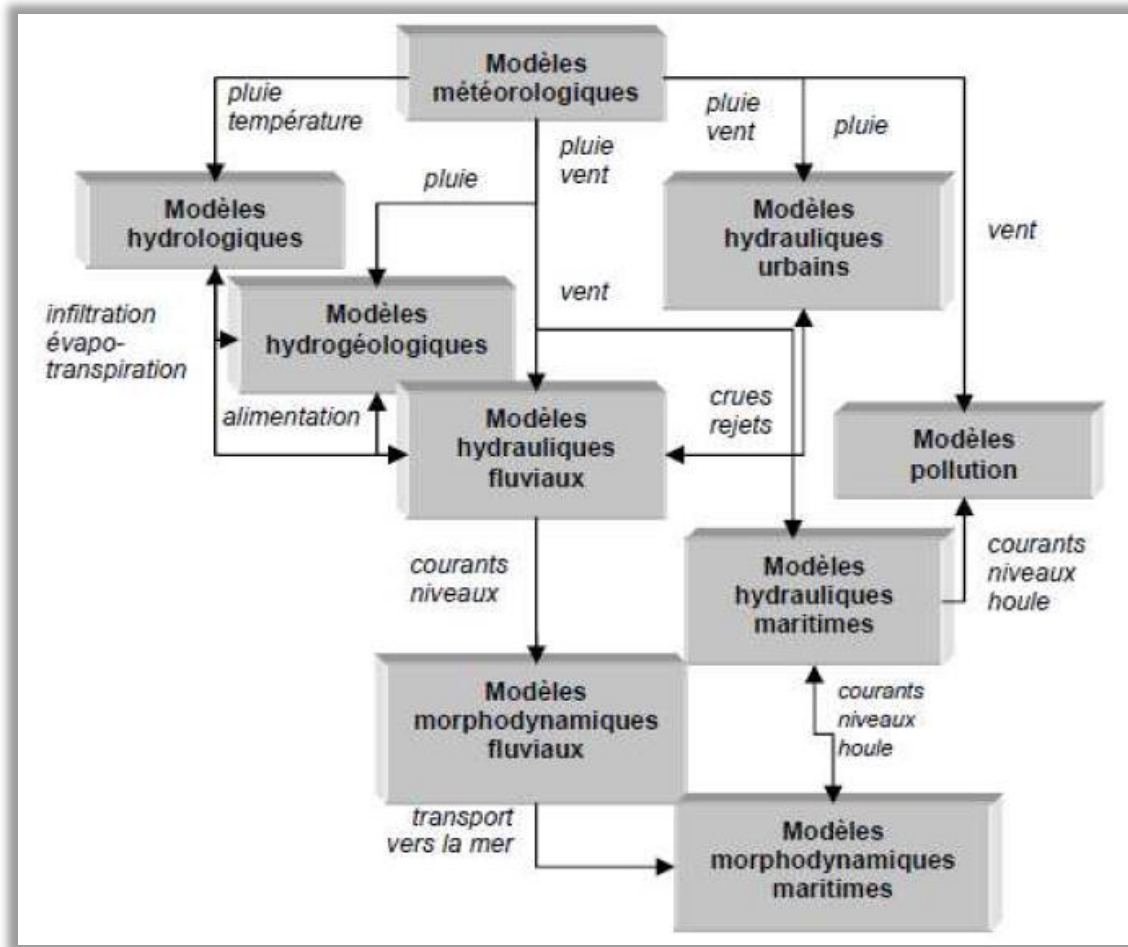 Modèles
météorologiques
pluie
température
pluie
vent
pluie
pluie
vent
pluie
Modèles
hydrologiques
Modèles
hydrauliques
urbains
vent
infiltration
évapo-
transpiration
Modèles
hydrogéologiques
vent
alimentation
Modèles
hydrauliques
fluviaux
crues
rejets
Modèles
pollution
courants
niveaux
Modèles
hydrauliques
maritimes
courants
niveaux
houle
Modèles
morphodynamiques
fluviaux
courants
niveaux
houle
transport
vers la mer
Modèles
morphodynamiques
maritimes